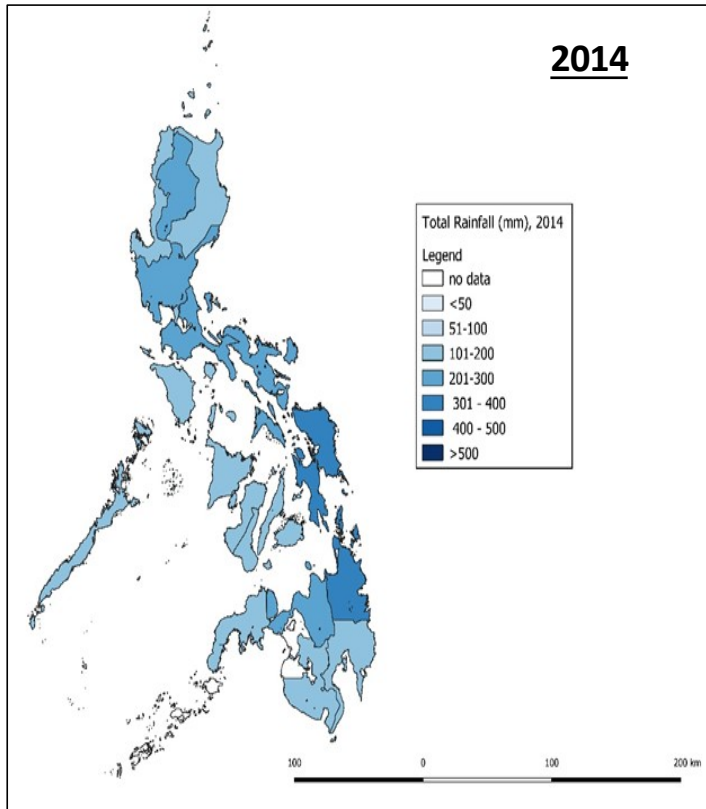 2014
Total Rainfall (mm), 2014
Legend
no data
<50
51-100
101-200
201-300
301 - 400
400 - 500
>500
100 0 100 200 km